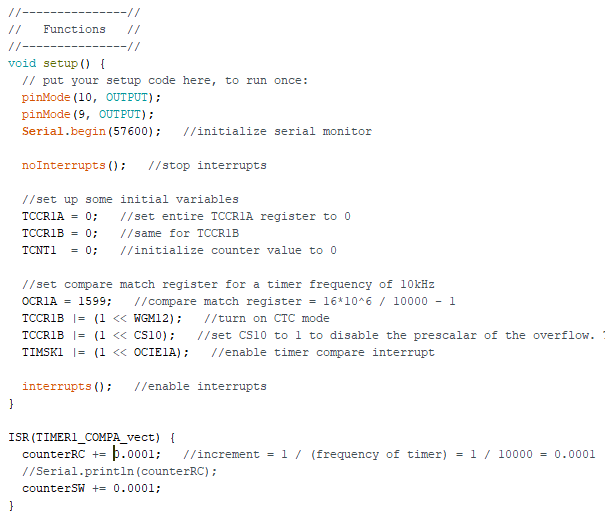 //---------------//
//   Functions   //
//---------------//
void setup() {
  // put your setup code here, to run once:
  pinMode(10, OUTPUT);
  pinMode(9, OUTPUT);
  Serial.begin(57600);   //initialize serial monitor
  noInterrupts();   //stop interrupts
  //set up some initial variables
  TCCR1A = 0;   //set entire TCCR1A register to 0
  TCCR1B = 0;   //same for TCCR1B
  TCNT1  = 0;   //initialize counter value to 0
  //set compare match register for a timer frequency of 10kHz
  OCR1A = 1599;   //compare match register = 16*10^6 / 10000 - 1
  TCCR1B |= (1 << WGM12);   //turn on CTC mode
  TCCR1B |= (1 << CS10);   //set CS10 to 1 to disable the prescalar of the overflow.
  TIMSK1 |= (1 << OCIE1A);   //enable timer compare interrupt
  interrupts();   //enable interrupts
}
ISR(TIMER1_COMPA_vect) {
  counterRC += 0.0001;   //increment = 1 / (frequency of timer) = 1 / 10000 = 0.0001
  //Serial.println(counterRC);
  counterSW += 0.0001;
}